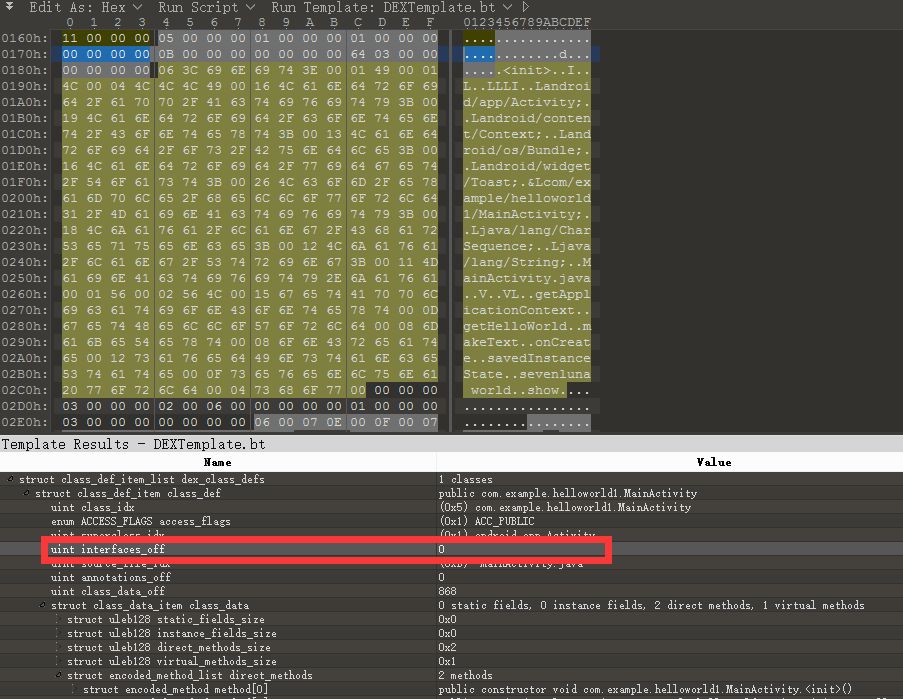 Edit As: Hex Run Script Run Template: DEXTemplate.bt
0 1 2 3 4 5 6 7 8 9 A B C D E F 0123456789ABCDEF
0160h: 11 00 00 00 05 00 00 00 01 00 00 00 01 00 00 00 ................
0170h: 00 00 00 00 0B 00 00 00 00 00 00 00 64 03 00 00 ............d...
0180h: 00 00 00 00 06 3C 69 6E 69 74 3E 00 01 49 00 01 .....<init>..I..
0190h: 4C 00 04 4C 4C 4C 49 00 16 4C 61 6E 64 72 6F 69 L..LLLI..Landroi
01A0h: 64 2F 61 70 70 2F 41 63 74 69 76 69 74 79 3B 00 d/app/Activity;.
01B0h: 19 4C 61 6E 64 72 6F 69 64 2F 63 6F 6E 74 65 6E .Landroid/conten
01C0h: 74 2F 43 6F 6E 74 65 78 74 3B 00 13 4C 61 6E 64 t/Context;..Land
01D0h: 72 6F 69 64 2F 6F 73 2F 42 75 6E 64 6C 65 3B 00 roid/os/Bundle;.
01E0h: 16 4C 61 6E 64 72 6F 69 64 2F 77 69 64 67 65 74 .Landroid/widget
01F0h: 2F 54 6F 61 73 74 3B 00 26 4C 63 6F 6D 2F 65 78 /Toast;.&Lcom/ex
0200h: 61 6D 70 6C 65 2F 68 65 6C 6C 6F 77 6F 72 6C 64 ample/helloworld
0210h: 31 2F 4D 61 69 6E 41 63 74 69 76 69 74 79 3B 00 1/MainActivity;.
0220h: 18 4C 6A 61 76 61 2F 6C 61 6E 67 2F 43 68 61 72 .Ljava/lang/Char
0230h: 53 65 71 75 65 6E 63 65 3B 00 12 4C 6A 61 76 61 Sequence;..Ljava
0240h: 2F 6C 61 6E 67 2F 53 74 72 69 6E 67 3B 00 11 4D /lang/String;..M
0250h: 61 69 6E 41 63 74 69 76 69 74 79 2E 6A 61 76 61 ainActivity.java
0260h: 00 01 56 00 02 56 4C 00 15 67 65 74 41 70 70 6C ..V..VL..getAppl
0270h: 69 63 61 74 69 6F 6E 43 6F 6E 74 65 78 74 00 0D icationContext..
0280h: 67 65 74 48 65 6C 6C 6F 57 6F 72 6C 64 00 08 6D getHelloWorld..m
0290h: 61 6B 65 54 65 78 74 00 08 6F 6E 43 72 65 61 74 akeText..onCreat
02A0h: 65 00 12 73 61 76 65 64 49 6E 73 74 61 6E 63 65 e..savedInstance
02B0h: 53 74 61 74 65 00 0F 73 65 76 65 6E 6C 75 6E 61 State..sevenluna
02C0h: 20 77 6F 72 6C 64 00 04 73 68 6F 77 00 00 00 00  world..show....
02D0h: 03 00 00 00 02 00 06 00 00 00 00 00 01 00 00 00 ................
02E0h: 03 00 00 00 00 00 00 00 06 00 07 0E 00 0F 00 07 ................
Template Results - DEXTemplate.bt
Name Value
struct class_def_item_list dex_class_defs 1 classes
struct class_def_item class_def public com.example.helloworld1.MainActivity
uint class_idx (0x5) com.example.helloworld1.MainActivity
enum ACCESS_FLAGS access_flags (0x1) ACC_PUBLIC
uint superclass_idx (0x1) android.app.Activity
uint interfaces_off 0
uint source_file_idx (0xB) "MainActivity.java"
uint annotations_off 0
uint class_data_off 868
struct class_data_item class_data 0 static fields, 0 instance fields, 2 direct methods, 1 virtual methods
struct uleb128 static_fields_size 0x0
struct uleb128 instance_fields_size 0x0
struct uleb128 direct_methods_size 0x2
struct uleb128 virtual_methods_size 0x1
struct encoded_method_list direct_methods 2 methods
struct encoded_method method[0] public constructor void com.example.helloworld1.MainActivity.<init>()